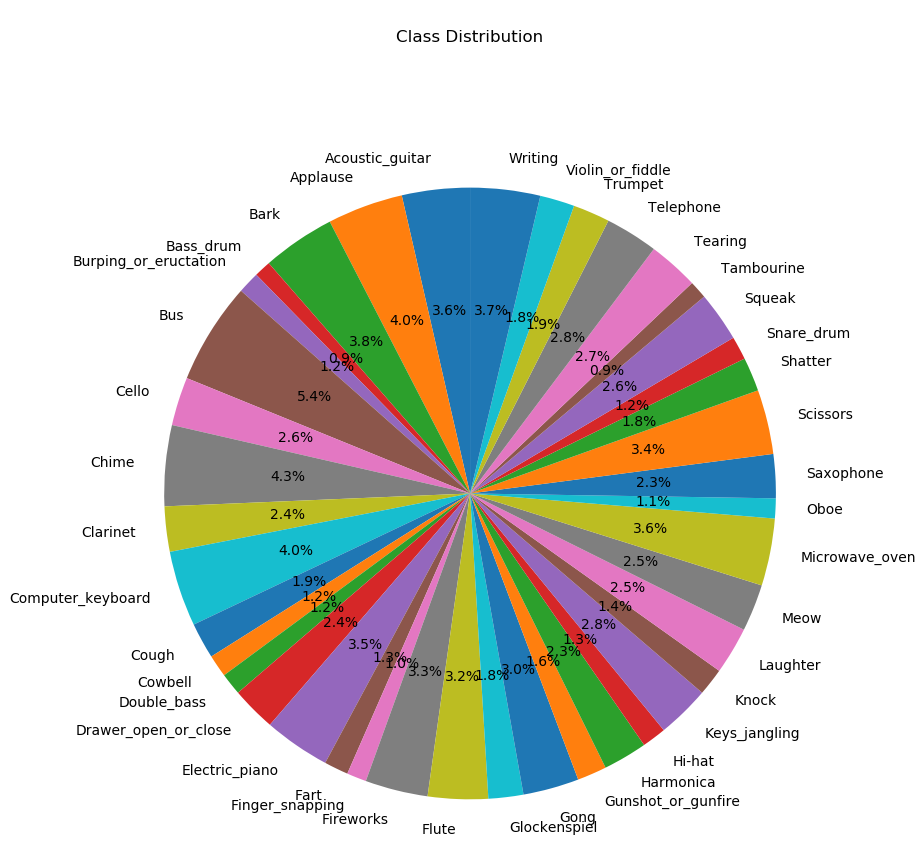 Class Distribution
Acoustic_guitar
3.6%
Applause
4.0%
Bark
3.8%
Bass_drum
0.9%
Burping_or_eructation
1.2%
Bus
5.4%
Cello
2.6%
Chime
4.3%
Clarinet
2.4%
Computer_keyboard
4.0%
Cough
1.9%
Cowbell
1.2%
Double_bass
1.2%
Drawer_open_or_close
2.4%
Electric_piano
3.5%
Fart
1.3%
Finger_snapping
1.0%
Fireworks
3.3%
Flute
3.2%
Glockenspiel
1.8%
Gong
3.0%
Gunshot_or_gunfire
1.6%
Harmonica
2.3%
Hi-hat
1.3%
Keys_jangling
2.8%
Knock
1.4%
Laughter
2.5%
Meow
2.5%
Microwave_oven
3.6%
Oboe
1.1%
Saxophone
2.3%
Scissors
3.4%
Shatter
1.8%
Snare_drum
1.2%
Squeak
2.6%
Tambourine
0.9%
Tearing
2.7%
Telephone
2.8%
Trumpet
1.9%
Violin_or_fiddle
1.8%
Writing
3.7%